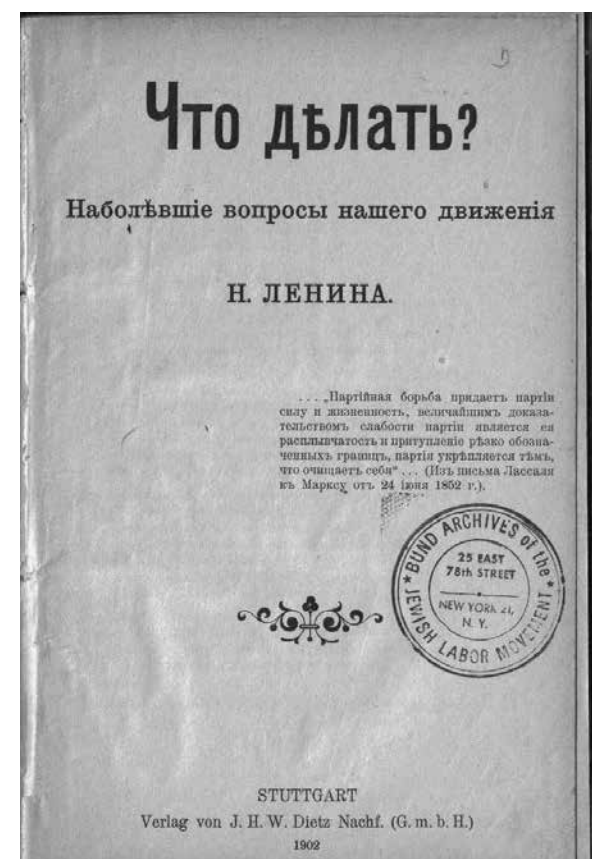 Что дѣлать?
Наболѣвшіе вопросы нашего движенія
Н. ЛЕНИНА.
... „Партійная борьба придаетъ партіи
силу и жизненность, величайшимъ доказа-
тельствомъ слабости партіи является ея
расплывчатость и притупленіе рѣзко обозна-
ченныхъ границъ, партія укрѣпляется тѣмъ,
что очищаетъ себя“ ... (Изъ письма Лассаля
къ Марксу отъ 24 іюня 1852 г.).
BUND ARCHIVES of the
JEWISH LABOR MOVEMENT
25 EAST
78th STREET
NEW YORK 21,
N. Y.
STUTTGART
Verlag von J. H. W. Dietz Nachf. (G. m. b. H.)
1902